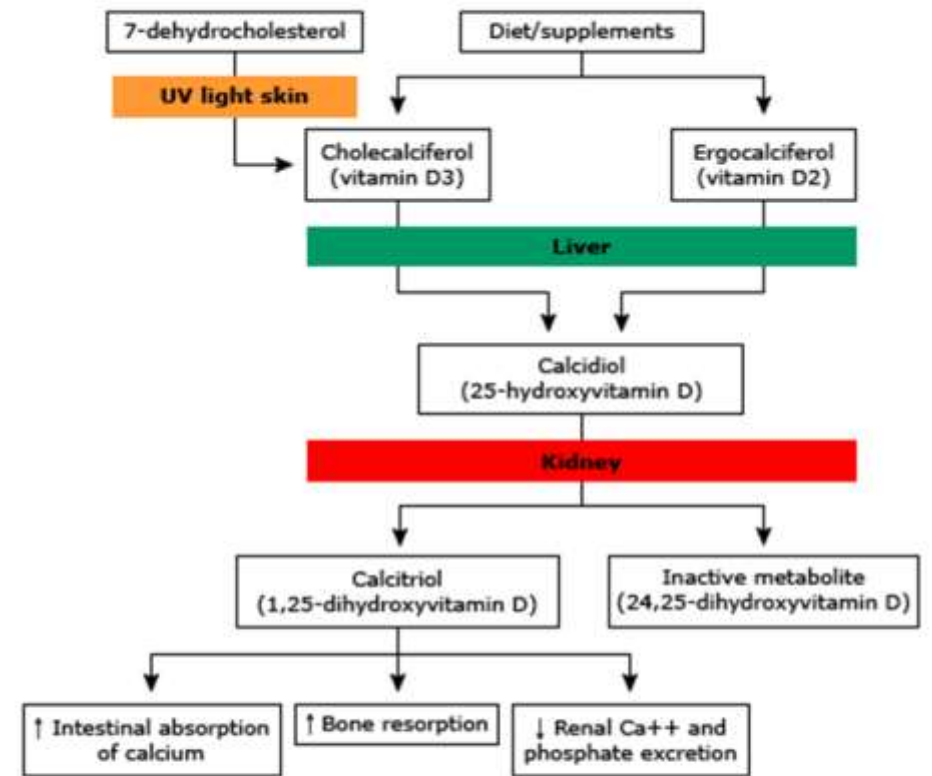 7-dehydrocholesterol
Diet/supplements
UV light skin
Cholecalciferol
(vitamin D3)
Ergocalciferol
(vitamin D2)
Liver
Calcidiol
(25-hydroxyvitamin D)
Kidney
Calcitriol
(1,25-dihydroxyvitamin D)
Inactive metabolite
(24,25-dihydroxyvitamin D)
↑ Intestinal absorption
of calcium
↑ Bone resorption
↓ Renal Ca++ and
phosphate excretion